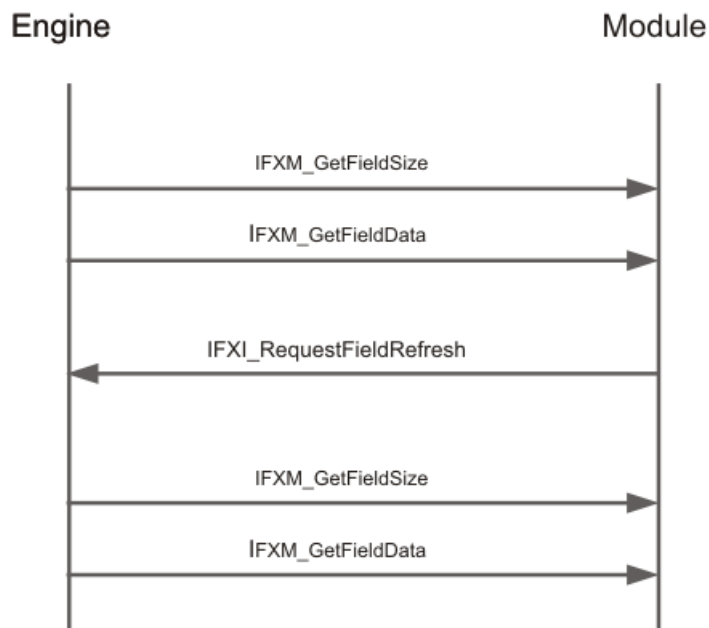 Engine
Module
IFXM_GetFieldSize
IFXM_GetFieldData
IFXI_RequestFieldRefresh
IFXM_GetFieldSize
IFXM_GetFieldData